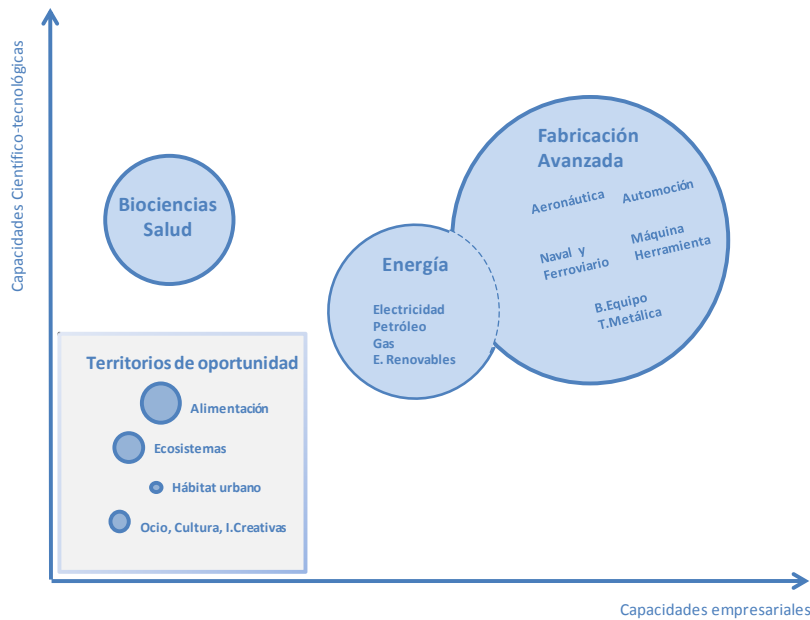 Capacidades Científico-tecnológicas
Fabricación
Avanzada
Aeronáutica
Automoción
Naval y
Ferroviario
Máquina
Herramienta
B.Equipo
T.Metálica
Biociencias
Salud
Energía
Electricidad
Petróleo
Gas
E. Renovables
Territorios de oportunidad
Alimentación
Ecosistemas
Hábitat urbano
Ocio, Cultura, I.Creativas
Capacidades empresariales